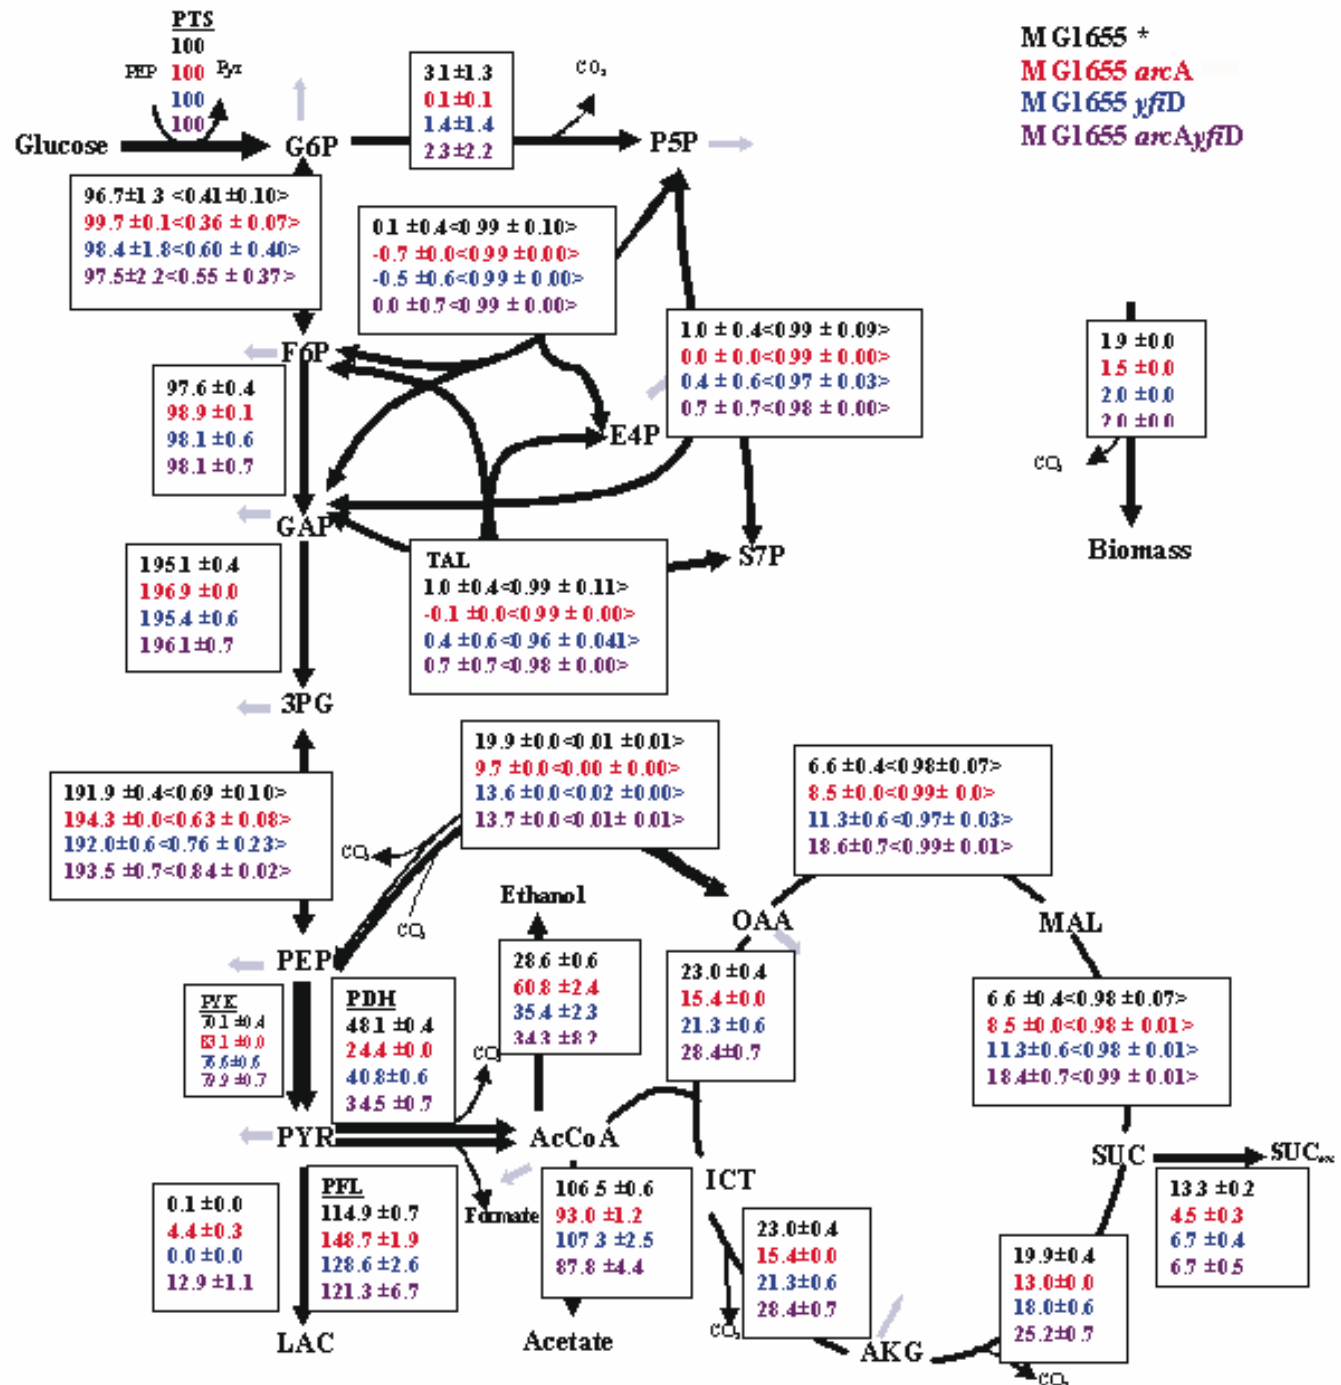 PTS
100
100
100
100
PEP
Pyr
MG1655 *
MG1655 arcA
MG1655 yfiD
MG1655 arcAyfiD
3.1 ±1.3
0.1 ±0.1
1.4 ±1.4
2.3 ±2.2
CO₂
Glucose
G6P
P5P
96.7±1.3 <0.41 ±0.10>
99.7 ±0.1<0.36 ± 0.07>
98.4 ±1.8<0.60 ± 0.40>
97.5±2.2<0.55 ± 0.37>
0.1 ±0.4<0.99 ± 0.10>
-0.7 ±0.0<0.99 ±0.00>
-0.5 ±0.6<0.99 ± 0.00>
0.0 ±0.7<0.99 ± 0.00>
1.0 ± 0.4<0.99 ± 0.09>
0.0 ± 0.0<0.99 ± 0.00>
0.4 ± 0.6<0.97 ± 0.03>
0.7 ± 0.7<0.98 ± 0.00>
1.9 ±0.0
1.5 ±0.0
2.0 ±0.0
2.0 ±0.0
CO₂
Biomass
F6P
97.6 ±0.4
98.9 ±0.1
98.1 ±0.6
98.1 ±0.7
E4P
GAP
S7P
TAL
1.0 ±0.4<0.99 ± 0.11>
-0.1 ±0.0<0.99 ± 0.00>
0.4 ±0.6<0.96 ± 0.041>
0.7 ±0.7<0.98 ± 0.00>
195.1 ±0.4
196.9 ±0.0
195.4 ±0.6
196.1±0.7
3PG
191.9 ±0.4<0.69 ±0.10>
194.3 ±0.0<0.63 ± 0.08>
192.0±0.6<0.76 ± 0.23>
193.5 ±0.7<0.84 ± 0.02>
19.9 ±0.0<0.01 ±0.01>
9.7 ±0.0<0.00 ± 0.00>
13.6 ±0.0<0.02 ±0.00>
13.7 ±0.0<0.01± 0.01>
6.6 ±0.4<0.98±0.07>
8.5 ±0.0<0.99± 0.0>
11.3±0.6<0.97± 0.03>
18.6±0.7<0.99± 0.01>
CO₂
CO₂
Ethanol
OAA
MAL
PEP
28.6 ±0.6
60.8 ±2.4
35.4 ±2.3
34.3 ±8.2
23.0 ±0.4
15.4 ±0.0
21.3 ±0.6
28.4±0.7
6.6 ±0.4<0.98 ±0.07>
8.5 ±0.0<0.98 ± 0.01>
11.3±0.6<0.98 ± 0.01>
18.4±0.7<0.99 ± 0.01>
PYK
70.1 ±0.4
83.1 ±0.0
76.6±0.6
79.9 ±0.7
PDH
48.1 ±0.4
24.4 ±0.0
40.8±0.6
34.5 ±0.7
CO₂
PYR
AcCoA
ICT
SUC
SUC
PFL
114.9 ±0.7
148.7±1.9
128.6 ±2.6
121.3 ±6.7
0.1 ±0.0
4.4 ±0.3
0.0 ±0.0
12.9 ±1.1
Formate
106.5 ±0.6
93.0 ±1.2
107.3 ±2.5
87.8 ±4.4
23.0±0.4
15.4±0.0
21.3±0.6
28.4±0.7
13.3 ±0.2
4.5 ±0.3
6.7 ±0.4
6.7 ±0.5
19.9±0.4
13.0±0.0
18.0±0.6
25.2±0.7
LAC
Acetate
CO₂
AKG
CO₂